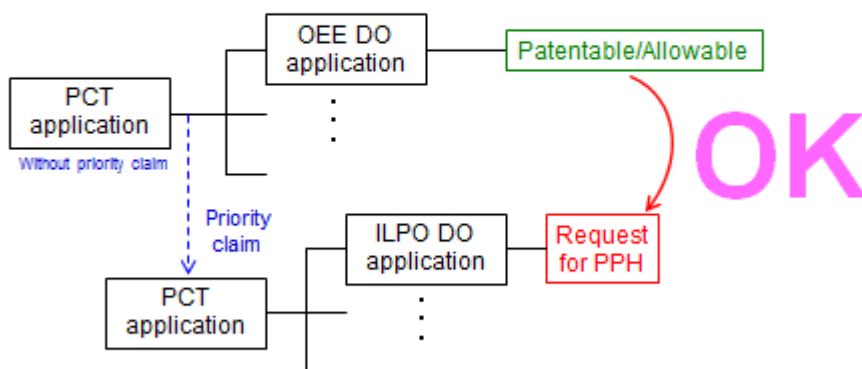 OEE DO
application
Patentable/Allowable
PCT
application
Without priority claim
OK
Priority
claim
ILPO DO
application
Request
for PPH
PCT
application